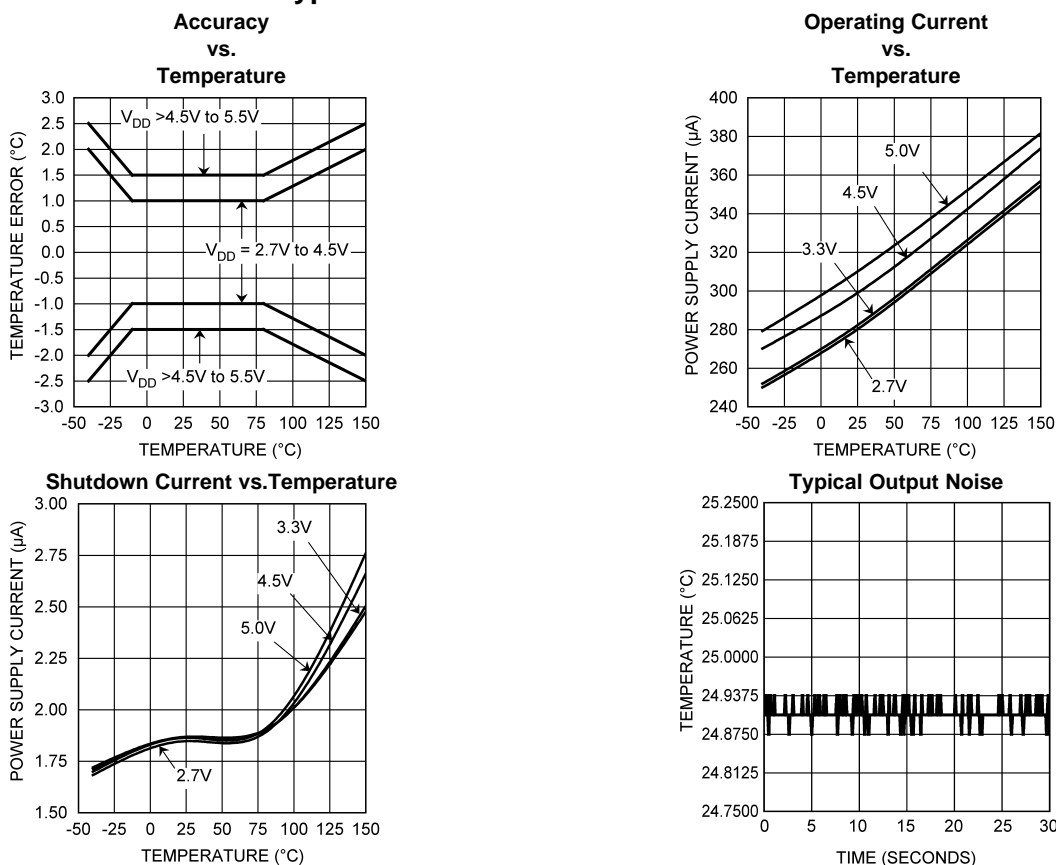 Accuracy
vs.
Temperature
3.0
2.5
2.0
1.5
1.0
0.5
0.0
-0.5
-1.0
-1.5
-2.0
-2.5
-3.0
TEMPERATURE ERROR (°C)
VDD >4.5V to 5.5V
VDD = 2.7V to 4.5V
VDD >4.5V to 5.5V
-50 -25 0 25 50 75 100 125 150
TEMPERATURE (°C)
Operating Current
vs.
Temperature
400
380
360
340
320
300
280
260
240
POWER SUPPLY CURRENT (µA)
5.0V
4.5V
3.3V
2.7V
-50 -25 0 25 50 75 100 125 150
TEMPERATURE (°C)
Shutdown Current vs.Temperature
3.00
2.75
2.50
2.25
2.00
1.75
1.50
POWER SUPPLY CURRENT (µA)
3.3V
4.5V
5.0V
2.7V
-50 -25 0 25 50 75 100 125 150
TEMPERATURE (°C)
Typical Output Noise
25.2500
25.1875
25.1250
25.0625
25.0000
24.9375
24.8750
24.8125
24.7500
TEMPERATURE (°C)
0 5 10 15 20 25 30
TIME (SECONDS)